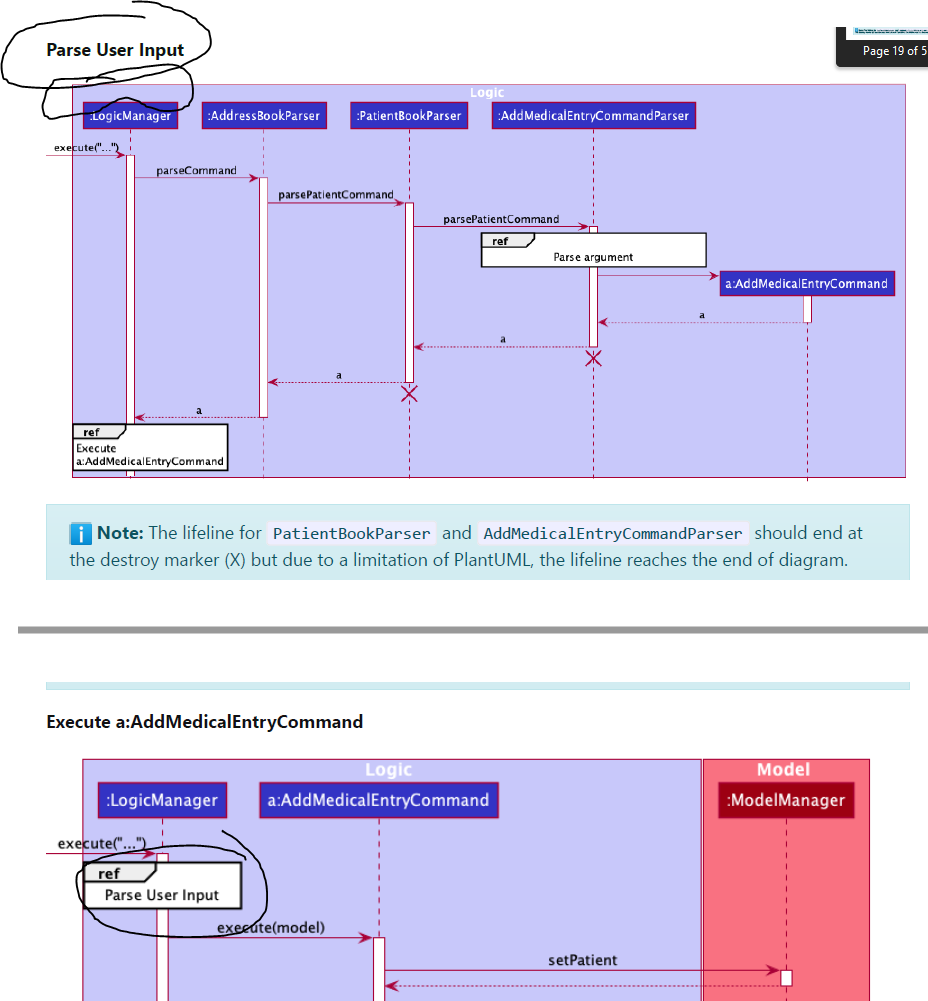 Parse User Input
Page 19 of 5
Logic
:LogicManager :AddressBookParser :PatientBookParser :AddMedicalEntryCommandParser
execute("...")
parseCommand
parsePatientCommand
parsePatientCommand
ref
Parse argument
a:AddMedicalEntryCommand
a
a
a
a
ref
Execute
a:AddMedicalEntryCommand
Note: The lifeline for PatientBookParser and AddMedicalEntryCommandParser should end at
the destroy marker (X) but due to a limitation of PlantUML, the lifeline reaches the end of diagram.
Execute a:AddMedicalEntryCommand
Logic Model
:LogicManager a:AddMedicalEntryCommand :ModelManager
execute("...")
ref
Parse User Input
execute(model)
setPatient